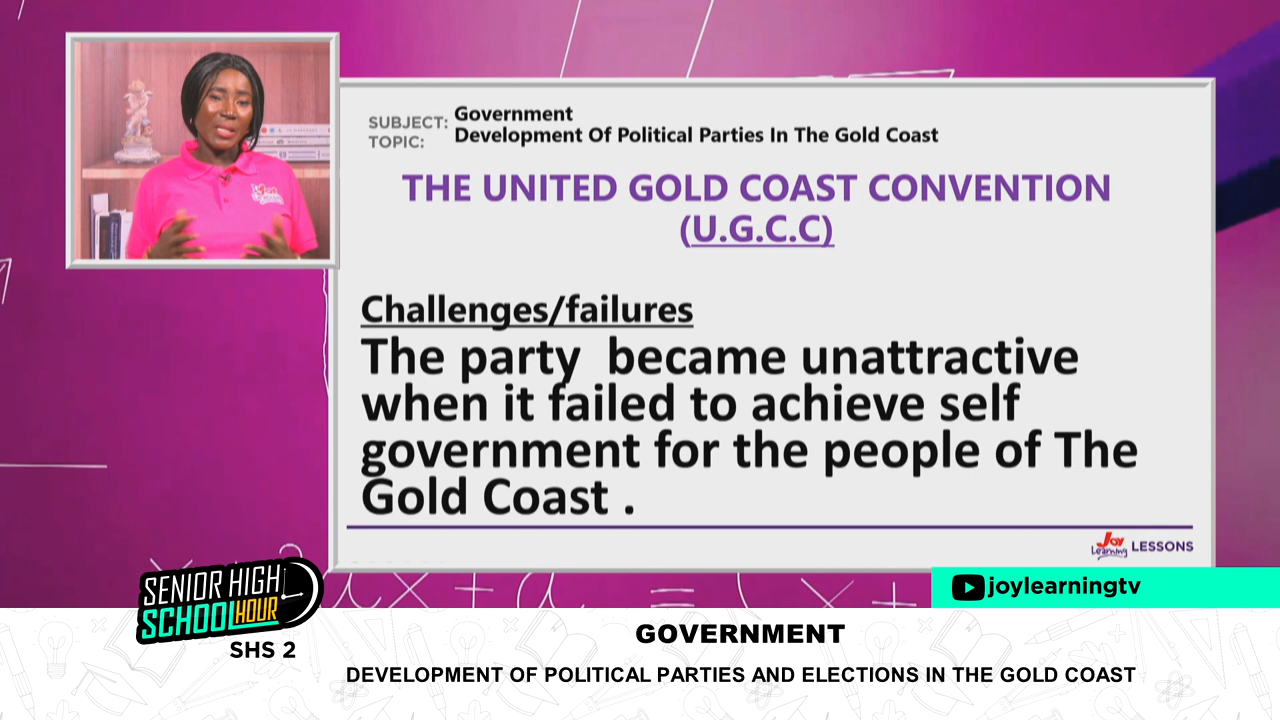 SUBJECT: Government
TOPIC: Development Of Political Parties In The Gold Coast
THE UNITED GOLD COAST CONVENTION
(U.G.C.C)
Challenges/failures
The party became unattractive
when it failed to achieve self
government for the people of The
Gold Coast .
Joy Learning LESSONS
joylearningtv
SENIOR HIGH
SCHOOL HOUR
SHS 2
GOVERNMENT
DEVELOPMENT OF POLITICAL PARTIES AND ELECTIONS IN THE GOLD COAST